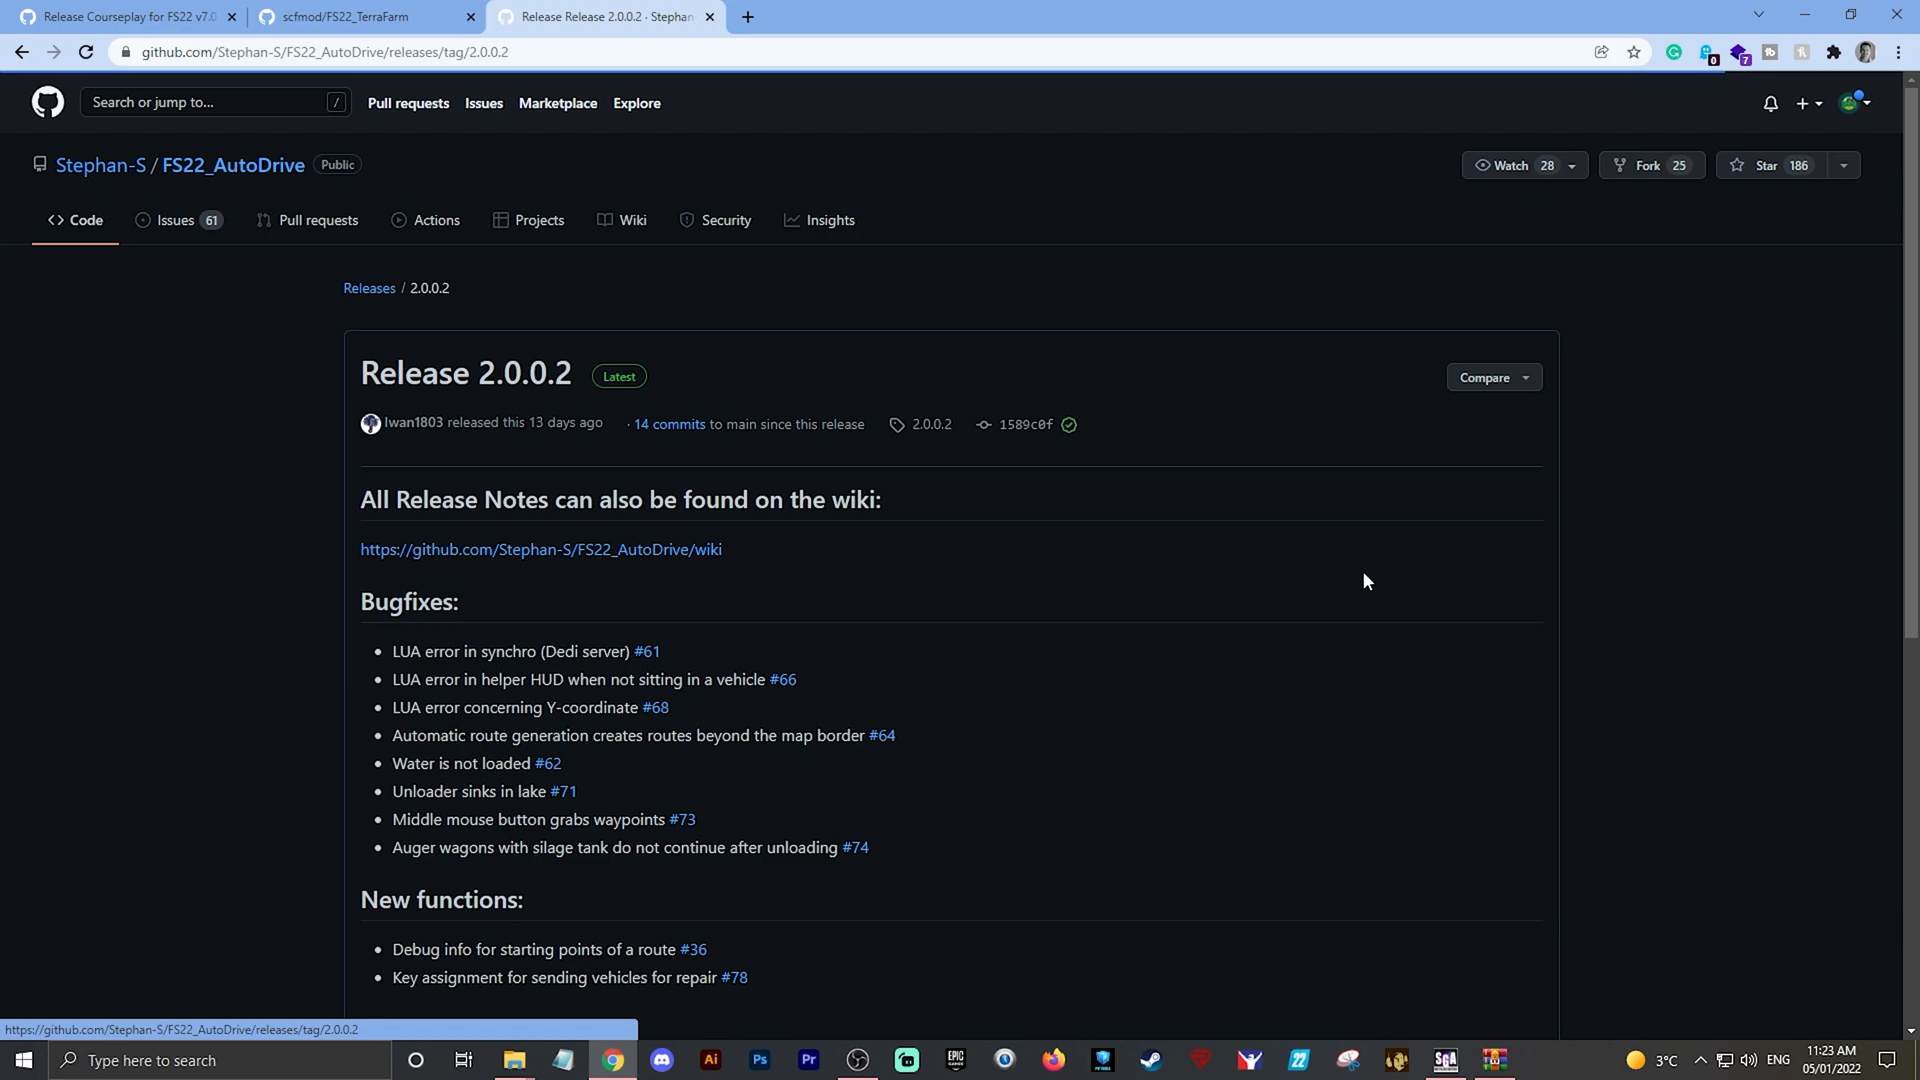 Release Courseplay for FS22 v7.0
scfmod/FS22_TerraFarm
Release Release 2.0.0.2 · Stephan-
github.com/Stephan-S/FS22_AutoDrive/releases/tag/2.0.0.2
0
7
Search or jump to...
/
Pull requests
Issues
Marketplace
Explore
Stephan-S / FS22_AutoDrive
Public
Watch 28
Fork 25
Star 186
Code
Issues 61
Pull requests
Actions
Projects
Wiki
Security
Insights
Releases / 2.0.0.2
Release 2.0.0.2
Latest
Compare
Iwan1803 released this 13 days ago
· 14 commits to main since this release
2.0.0.2
1589c0f
All Release Notes can also be found on the wiki:
https://github.com/Stephan-S/FS22_AutoDrive/wiki
Bugfixes:
• LUA error in synchro (Dedi server) #61
• LUA error in helper HUD when not sitting in a vehicle #66
• LUA error concerning Y-coordinate #68
• Automatic route generation creates routes beyond the map border #64
• Water is not loaded #62
• Unloader sinks in lake #71
• Middle mouse button grabs waypoints #73
• Auger wagons with silage tank do not continue after unloading #74
New functions:
• Debug info for starting points of a route #36
• Key assignment for sending vehicles for repair #78
https://github.com/Stephan-S/FS22_AutoDrive/releases/tag/2.0.0.2
Type here to search
Ai
Ps
Pr
EPIC GAMES
22
SGA
3°C
ENG
11:23 AM
05/01/2022